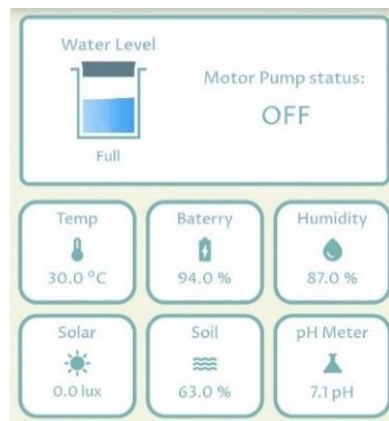 Water Level
Motor Pump status:
OFF
Full
Temp
30.0 °C
Baterry
94.0 %
Humidity
87.0 %
Solar
0.0 lux
Soil
63.0 %
pH Meter
7.1 pH